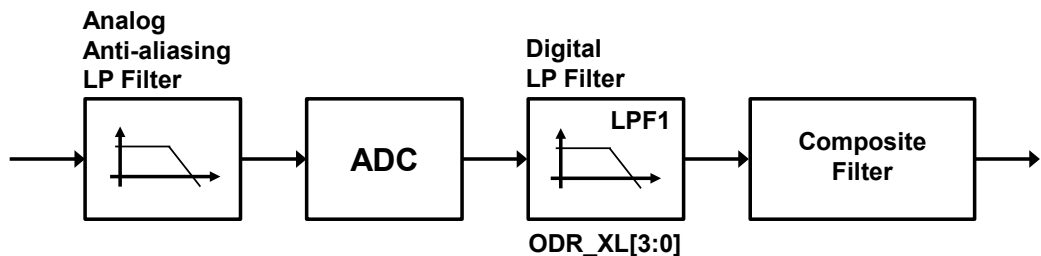 Analog
Anti-aliasing
LP Filter
ADC
Digital
LP Filter
LPF1
ODR_XL[3:0]
Composite
Filter